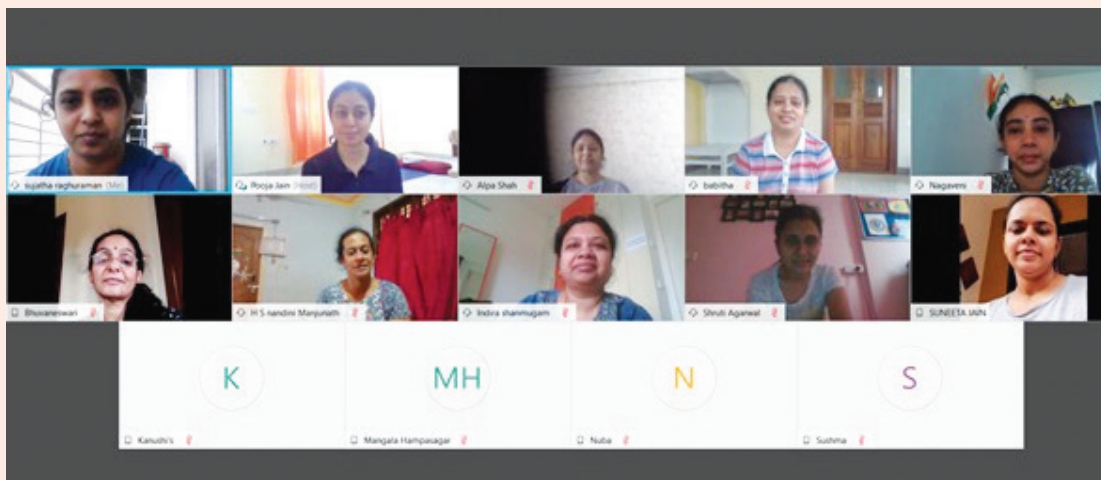 sujatha raghuraman (Me)
Pooja Jain (Host)
Alpa Shah
babitha
Nagaveni
Bhuvaneswari
H S nandini Manjunath
Indira shanmugam
Shruti Agarwal
SUNEETA JAIN
K
MH
N
S
Kanushi's
Mangala Hampasagar
Nuba
Sushma